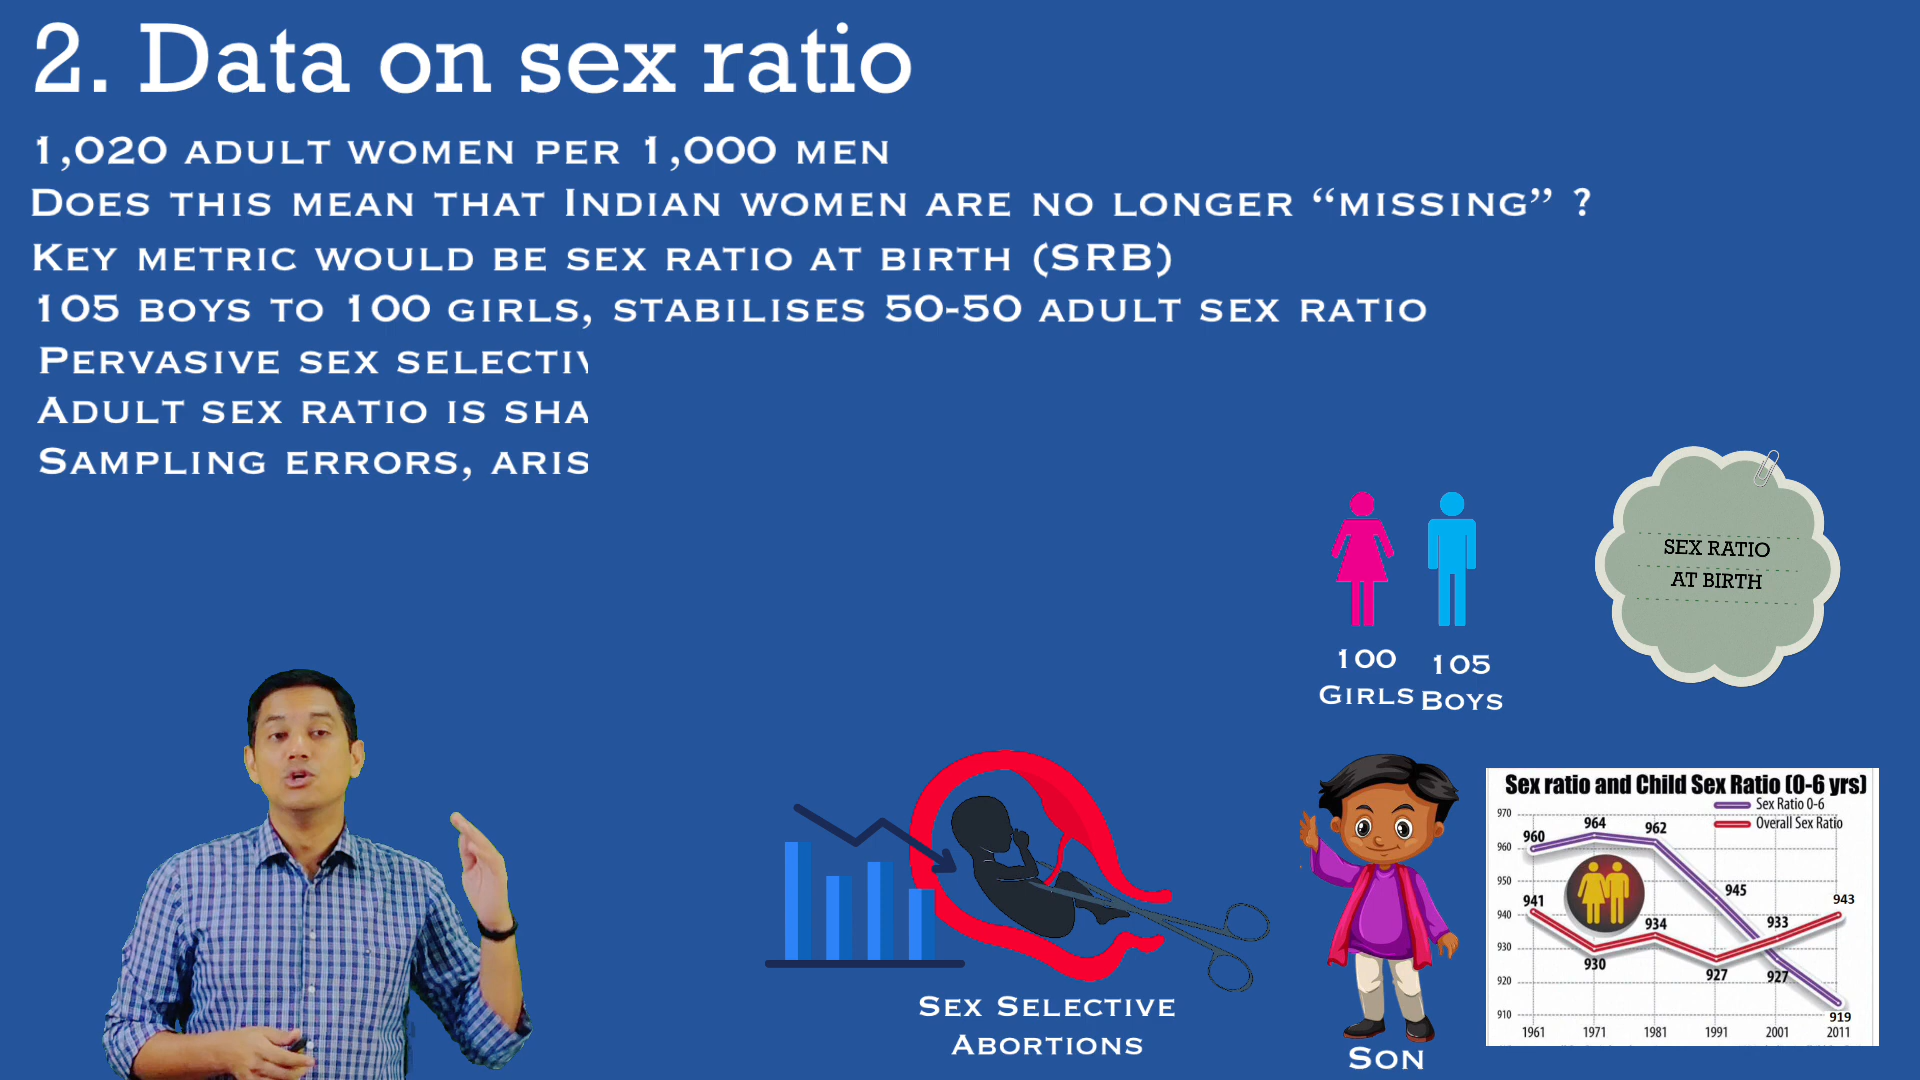 2. Data on sex ratio
1,020 adult women per 1,000 men
Does this mean that Indian women are no longer “missing” ?
Key metric would be sex ratio at birth (SRB)
105 boys to 100 girls, stabilises 50-50 adult sex ratio
Pervasive sex
Adult sex ratio is
Sampling errors,
SEX RATIO
AT BIRTH
100
Girls
105
Boys
Sex Selective
Abortions
Son
Sex ratio and Child Sex Ratio (0-6 yrs)
Sex Ratio 0-6
Overall Sex Ratio
970
960
950
940
930
920
910
960
964
962
945
927
919
941
930
934
927
933
943
1961 1971 1981 1991 2001 2011